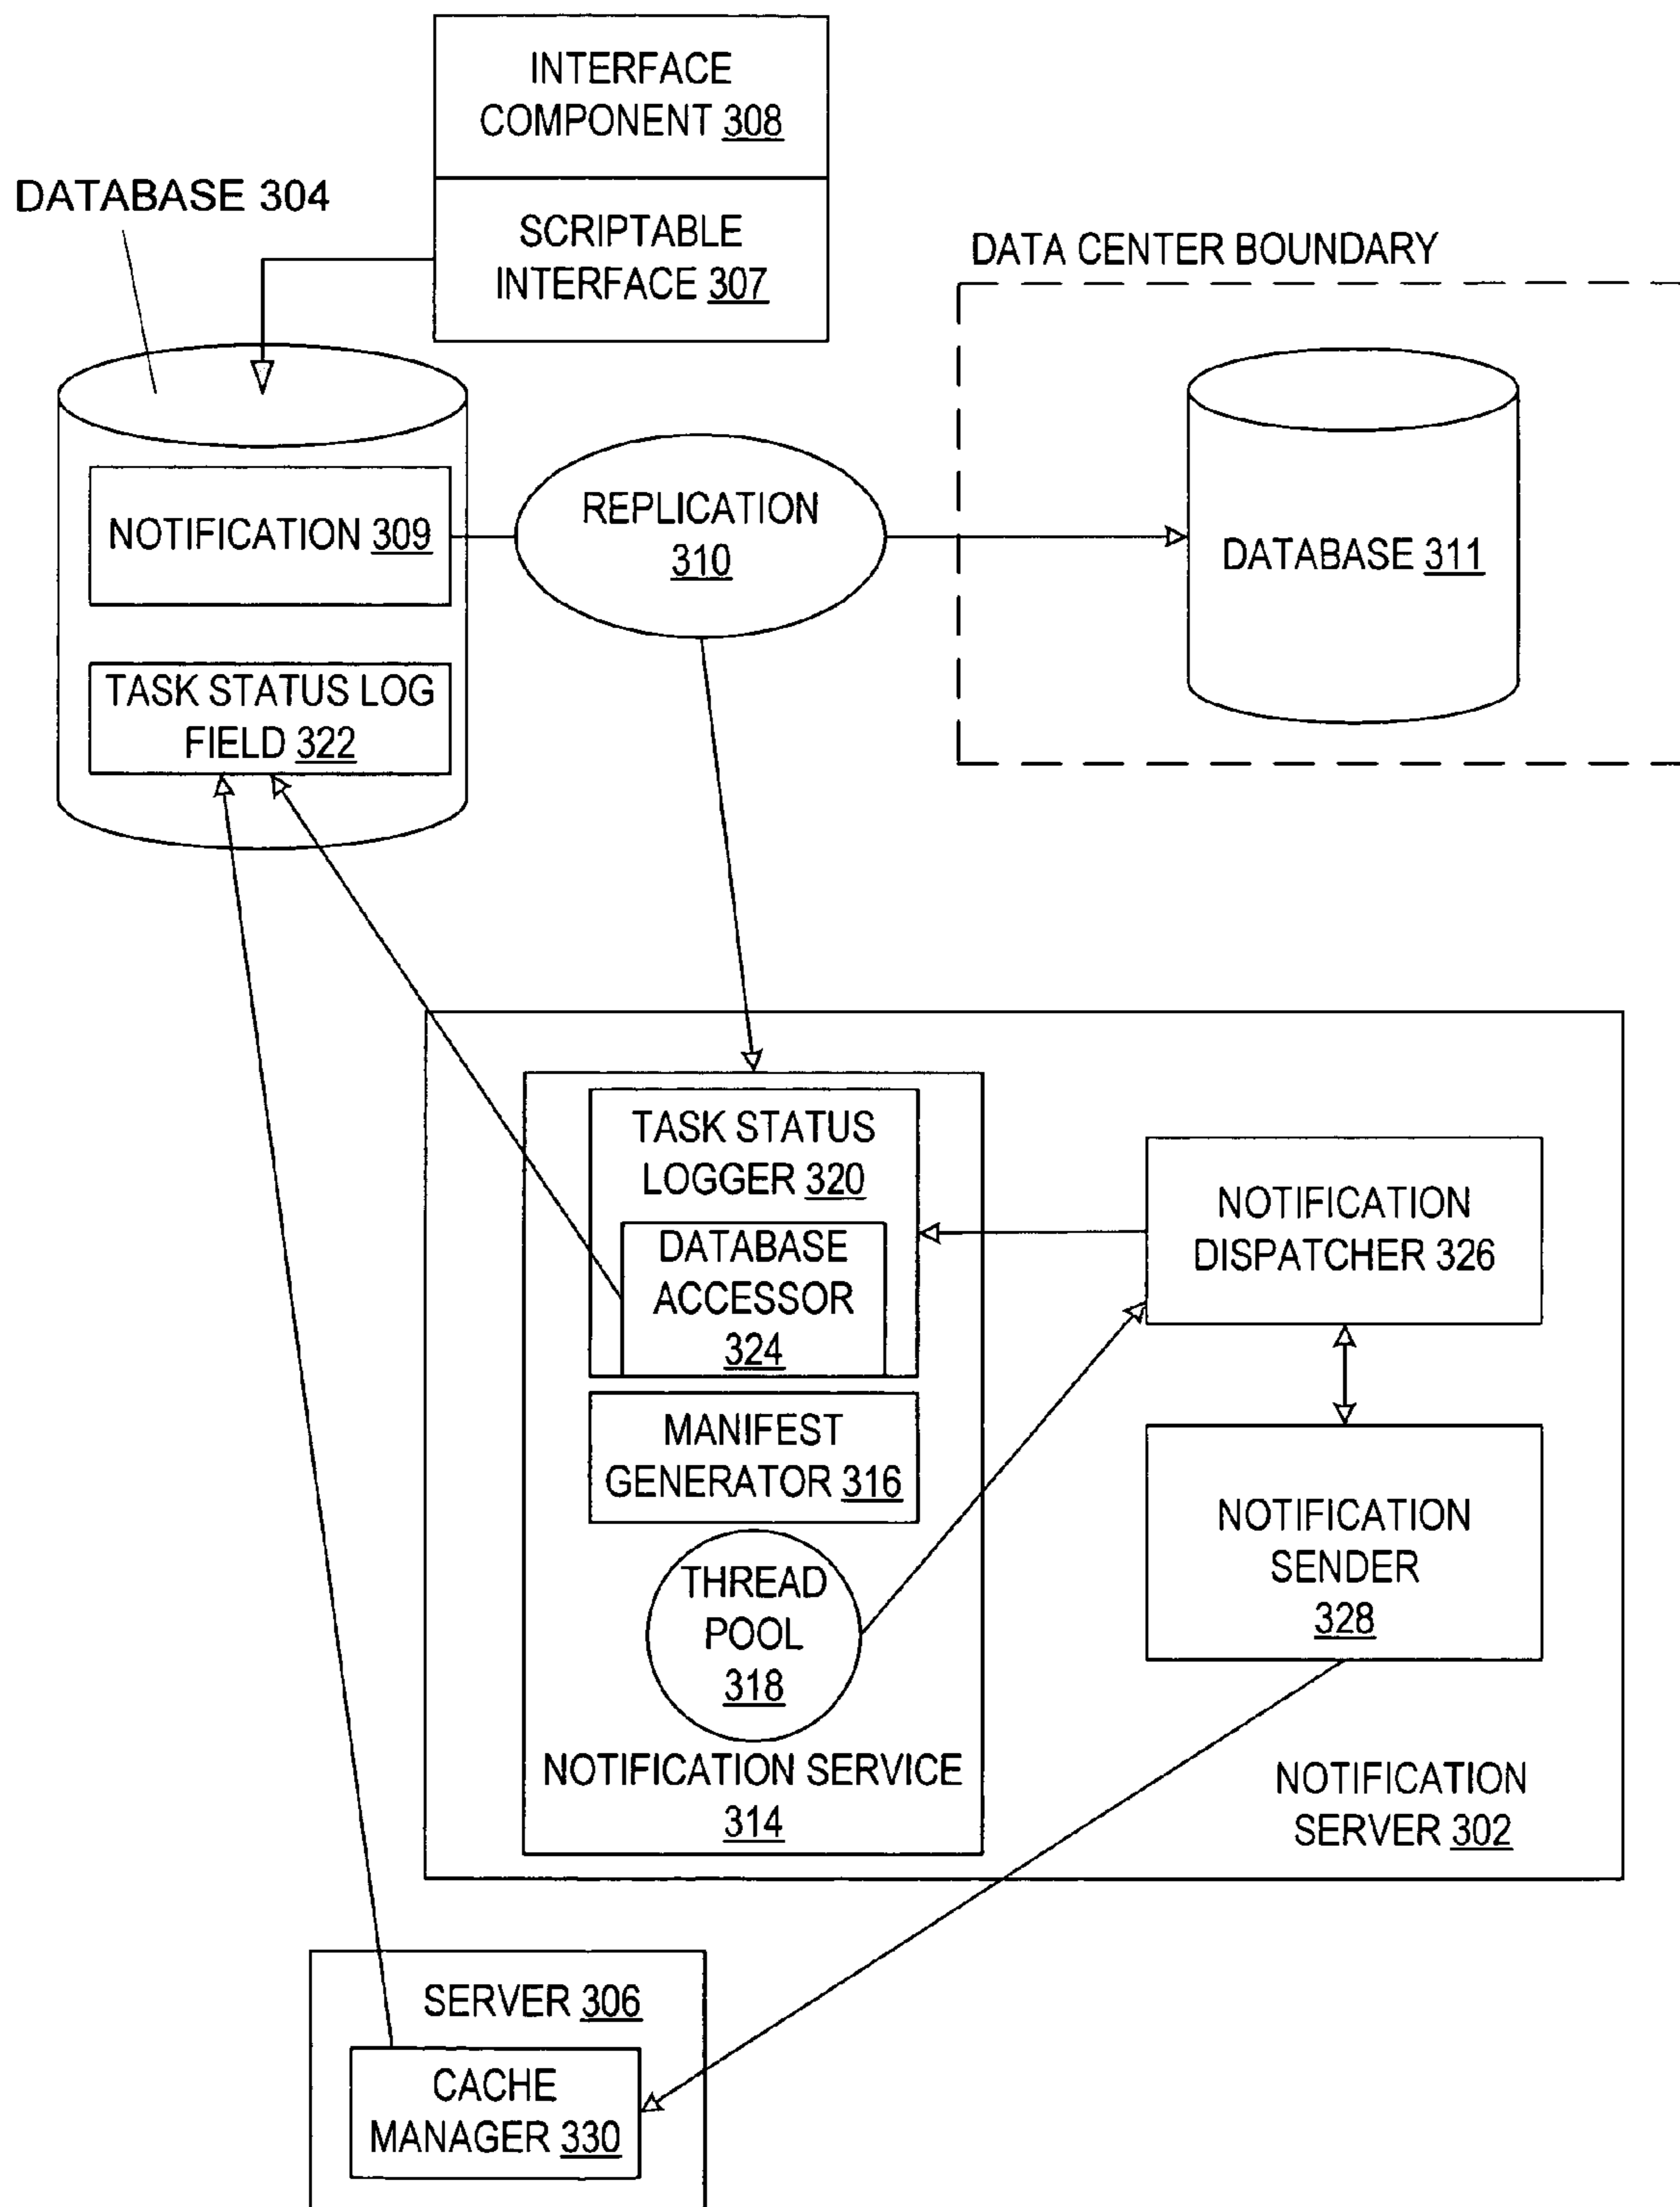 INTERFACE
COMPONENT 308
DATABASE 304
SCRIPTABLE
INTERFACE 307
DATA CENTER BOUNDARY
NOTIFICATION 309
REPLICATION
310
DATABASE 311
TASK STATUS LOG
FIELD 322
TASK STATUS
LOGGER 320
DATABASE
ACCESSOR
324
NOTIFICATION
DISPATCHER 326
MANIFEST
GENERATOR 316
NOTIFICATION
SENDER
328
THREAD
POOL
318
NOTIFICATION SERVICE
314
NOTIFICATION
SERVER 302
SERVER 306
CACHE
MANAGER 330